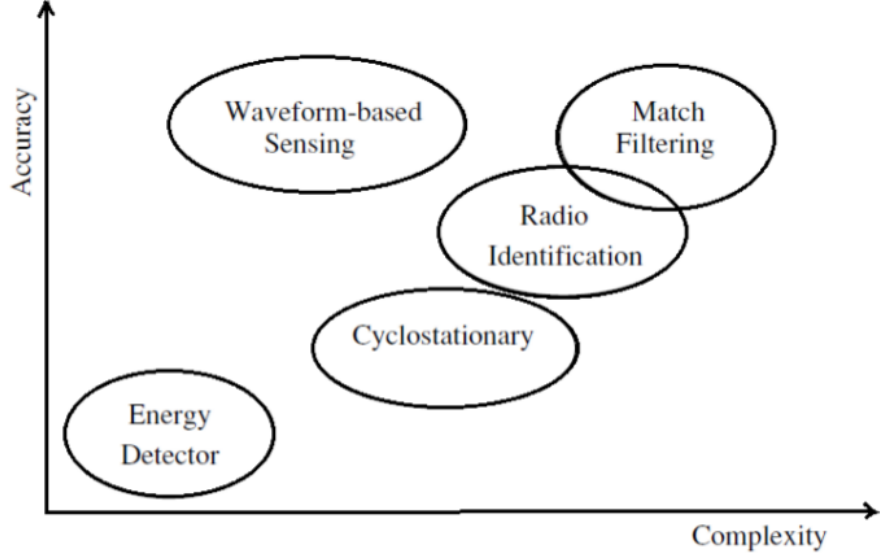 Accuracy
Waveform-based
Sensing
Match
Filtering
Radio
Identification
Cyclostationary
Energy
Detector
Complexity